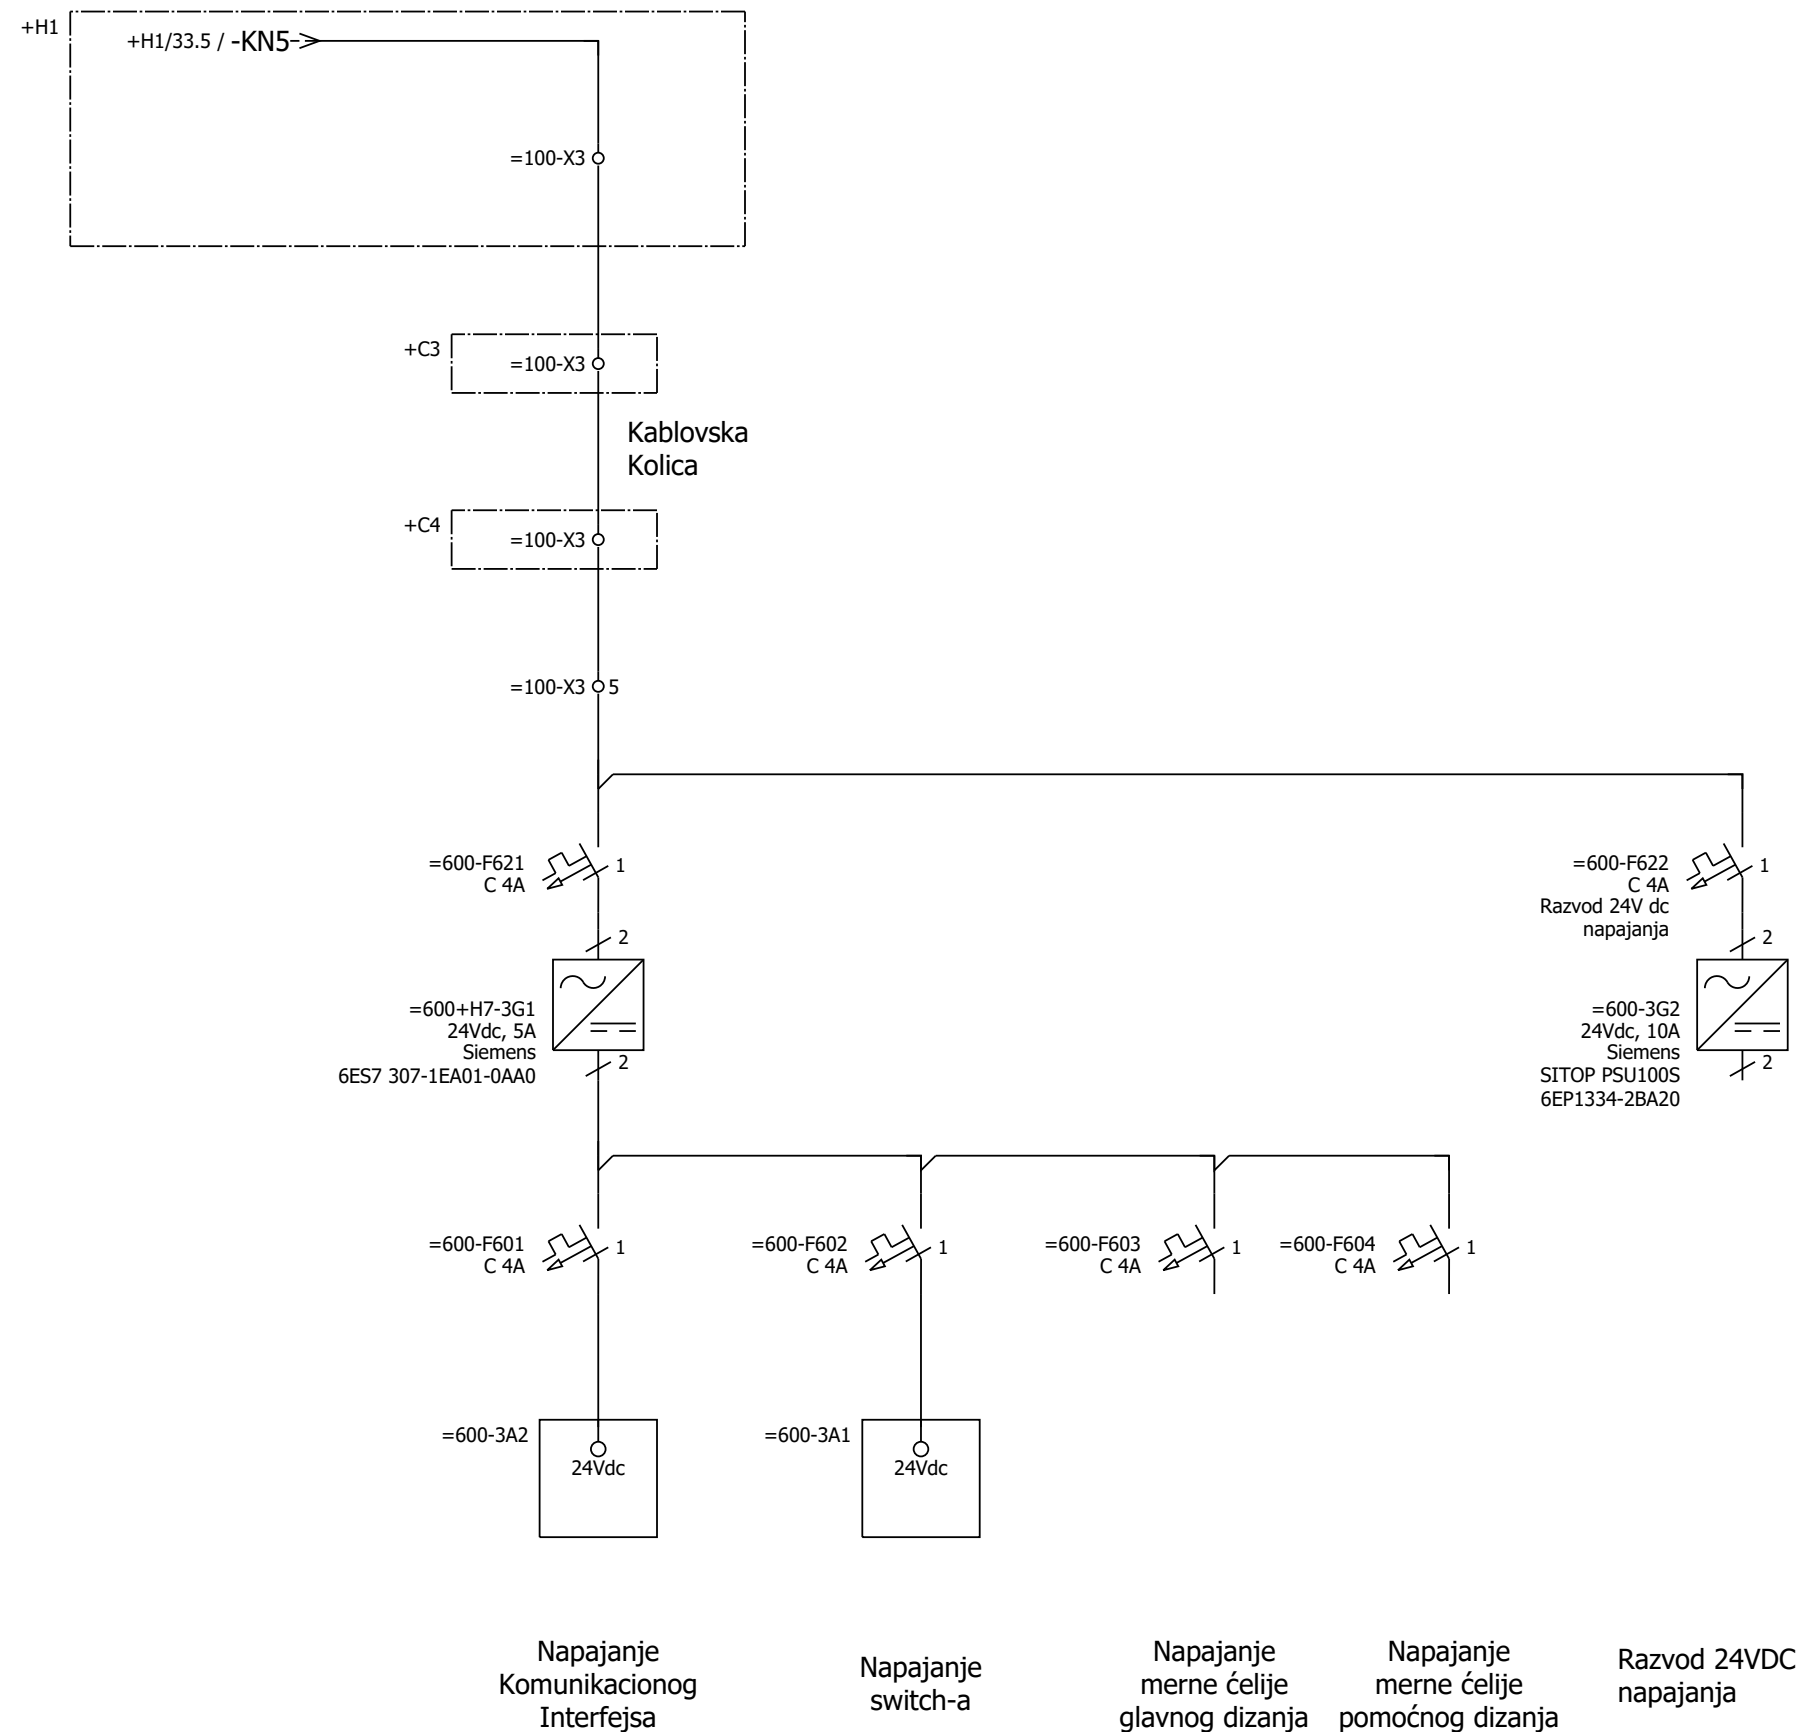 +H1
+H1/33.5 / -KN5
=100-X3
+C3
=100-X3
Kablovska
Kolica
+C4
=100-X3
=100-X3 5
=600-F621
C 4A
1
=600-F622
C 4A
Razvod 24V dc
napajanja
1
2
=600+H7-3G1
24Vdc, 5A
Siemens
6ES7 307-1EA01-0AA0
2
2
=600-3G2
24Vdc, 10A
Siemens
SITOP PSU100S
6EP1334-2BA20
2
=600-F601
C 4A
1
=600-F602
C 4A
1
=600-F603
C 4A
1
=600-F604
C 4A
1
=600-3A2
24Vdc
=600-3A1
24Vdc
Napajanje
Komunikacionog
Interfejsa
Napajanje
switch-a
Napajanje
merne ćelije
glavnog dizanja
Napajanje
merne ćelije
pomoćnog dizanja
Razvod 24VDC
napajanja